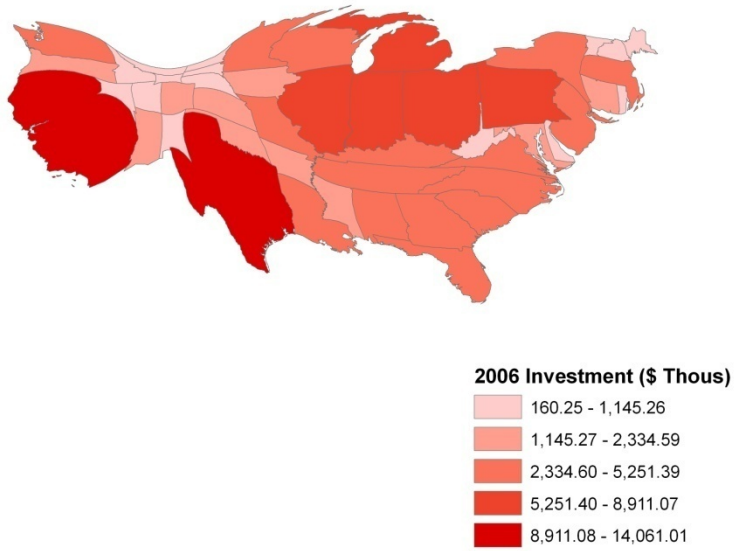 2006 Investment ($ Thous)
160.25 - 1,145.26
1,145.27 - 2,334.59
2,334.60 - 5,251.39
5,251.40 - 8,911.07
8,911.08 - 14,061.01